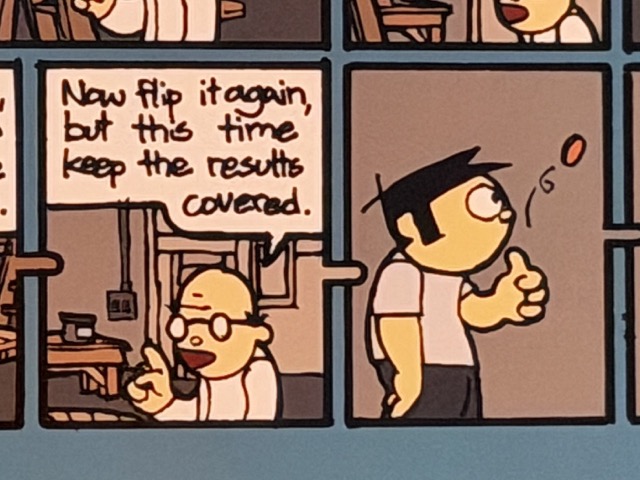 Now flip it again,
but this time
keep the results
covered.